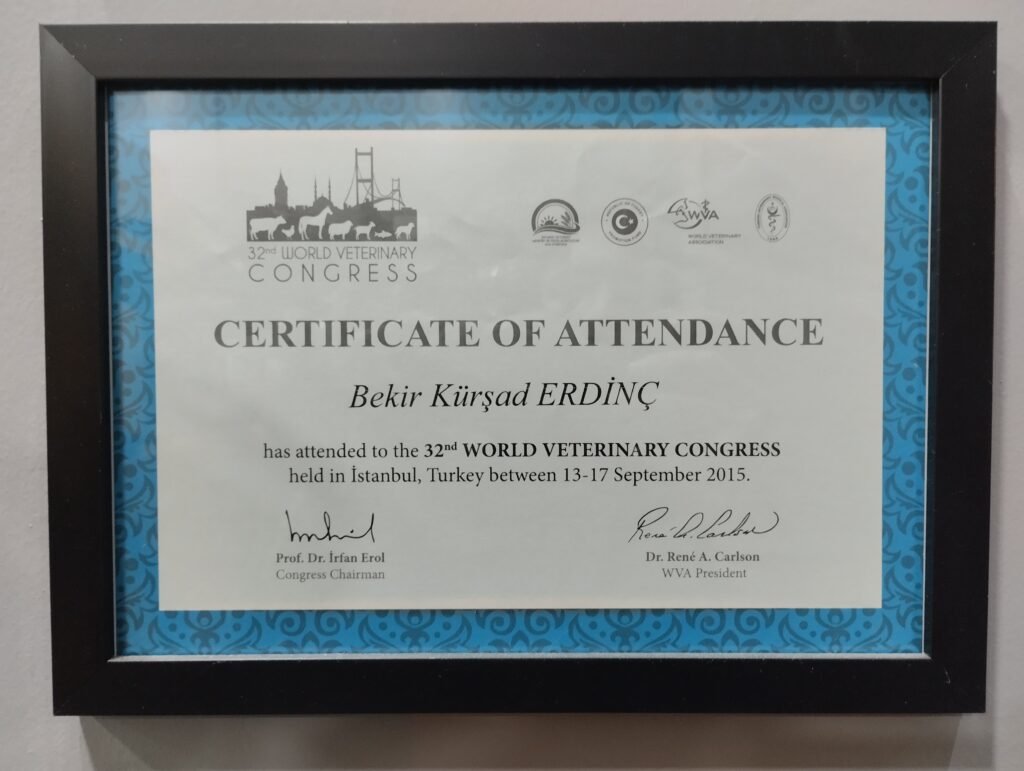 32nd WORLD VETERINARY
CONGRESS
WVA
WORLD VETERINARY
ASSOCIATION
CERTIFICATE OF ATTENDANCE
Bekir Kürşad ERDİNÇ
has attended to the 32nd WORLD VETERINARY CONGRESS
held in İstanbul, Turkey between 13-17 September 2015.
Prof. Dr. İrfan Erol
Congress Chairman
René A. Carlson
Dr. René A. Carlson
WVA President